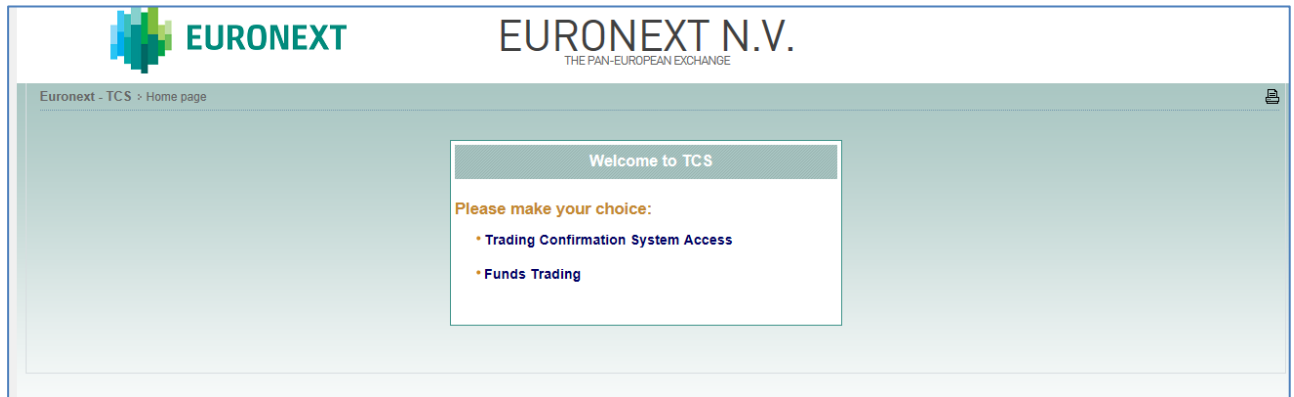 EURONEXT
EURONEXT N.V.
THE PAN-EUROPEAN EXCHANGE
Euronext - TCS > Home page
Welcome to TCS
Please make your choice:
• Trading Confirmation System Access
• Funds Trading